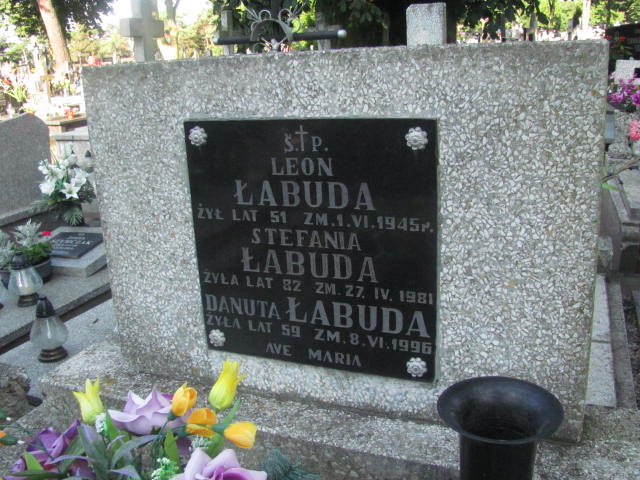 Ś.†P.
LEON
ŁABUDA
ŻYŁ LAT 51 ZM. 1. VI. 1945 r.
STEFANIA
ŁABUDA
ŻYŁA LAT 82 ZM. 27. IV. 1981
DANUTA ŁABUDA
ŻYŁA LAT 59 ZM. 8. VI. 1996
AVE MARIA